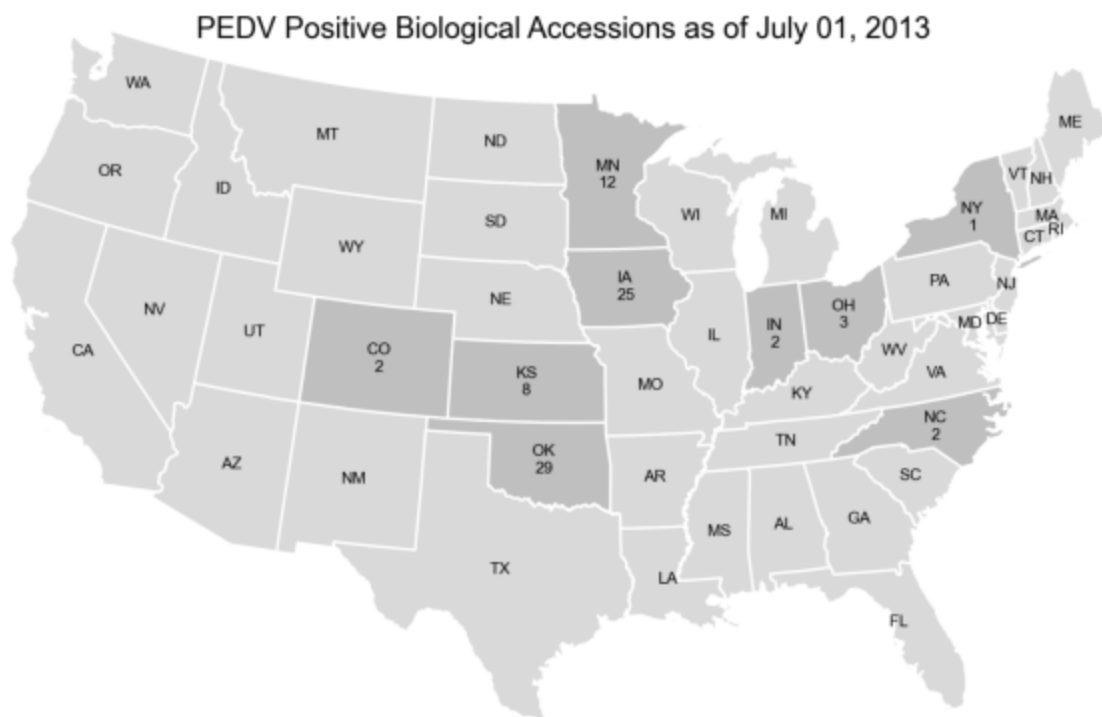 PEDV Positive Biological Accessions as of July 01, 2013
WA
MT
ND
MN
12
ME
OR
ID
SD
WI
MI
VT
NH
NY
1
MA
RI
CT
WY
IA
25
NE
PA
NJ
NV
UT
CO
2
IL
IN
2
OH
3
MD
DE
WV
CA
KS
8
MO
KY
VA
NC
2
TN
AZ
NM
OK
29
AR
SC
MS
AL
GA
TX
LA
FL